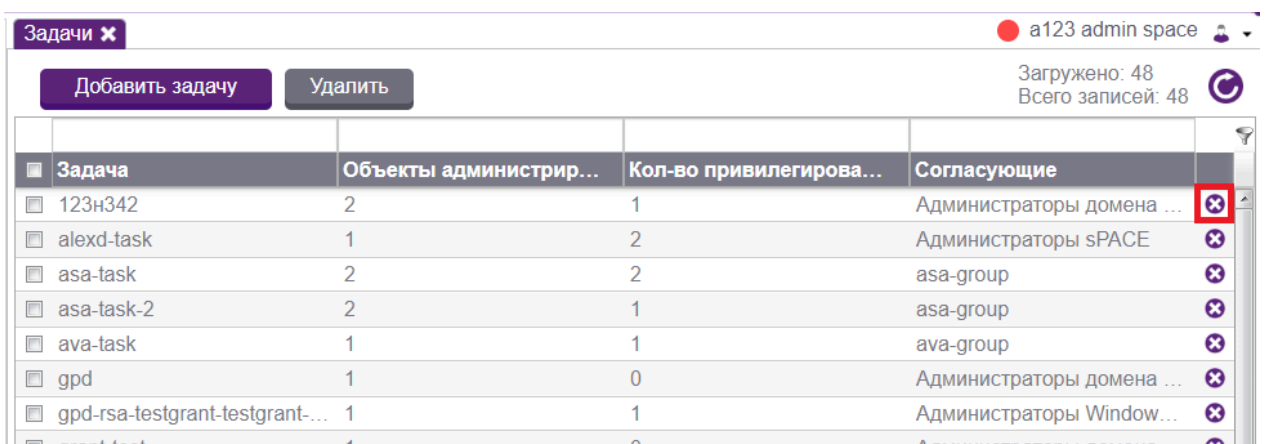 Задачи
a123 admin space
Добавить задачу Удалить
Загружено: 48
Всего записей: 48
Задача Объекты администрир... Кол-во привилегирова... Согласующие
123н342 2 1 Администраторы домена ...
alexd-task 1 2 Администраторы sPACE
asa-task 2 2 asa-group
asa-task-2 2 1 asa-group
ava-task 1 1 ava-group
gpd 1 0 Администраторы домена ...
gpd-rsa-testgrant-testgrant-... 1 1 Администраторы Window...